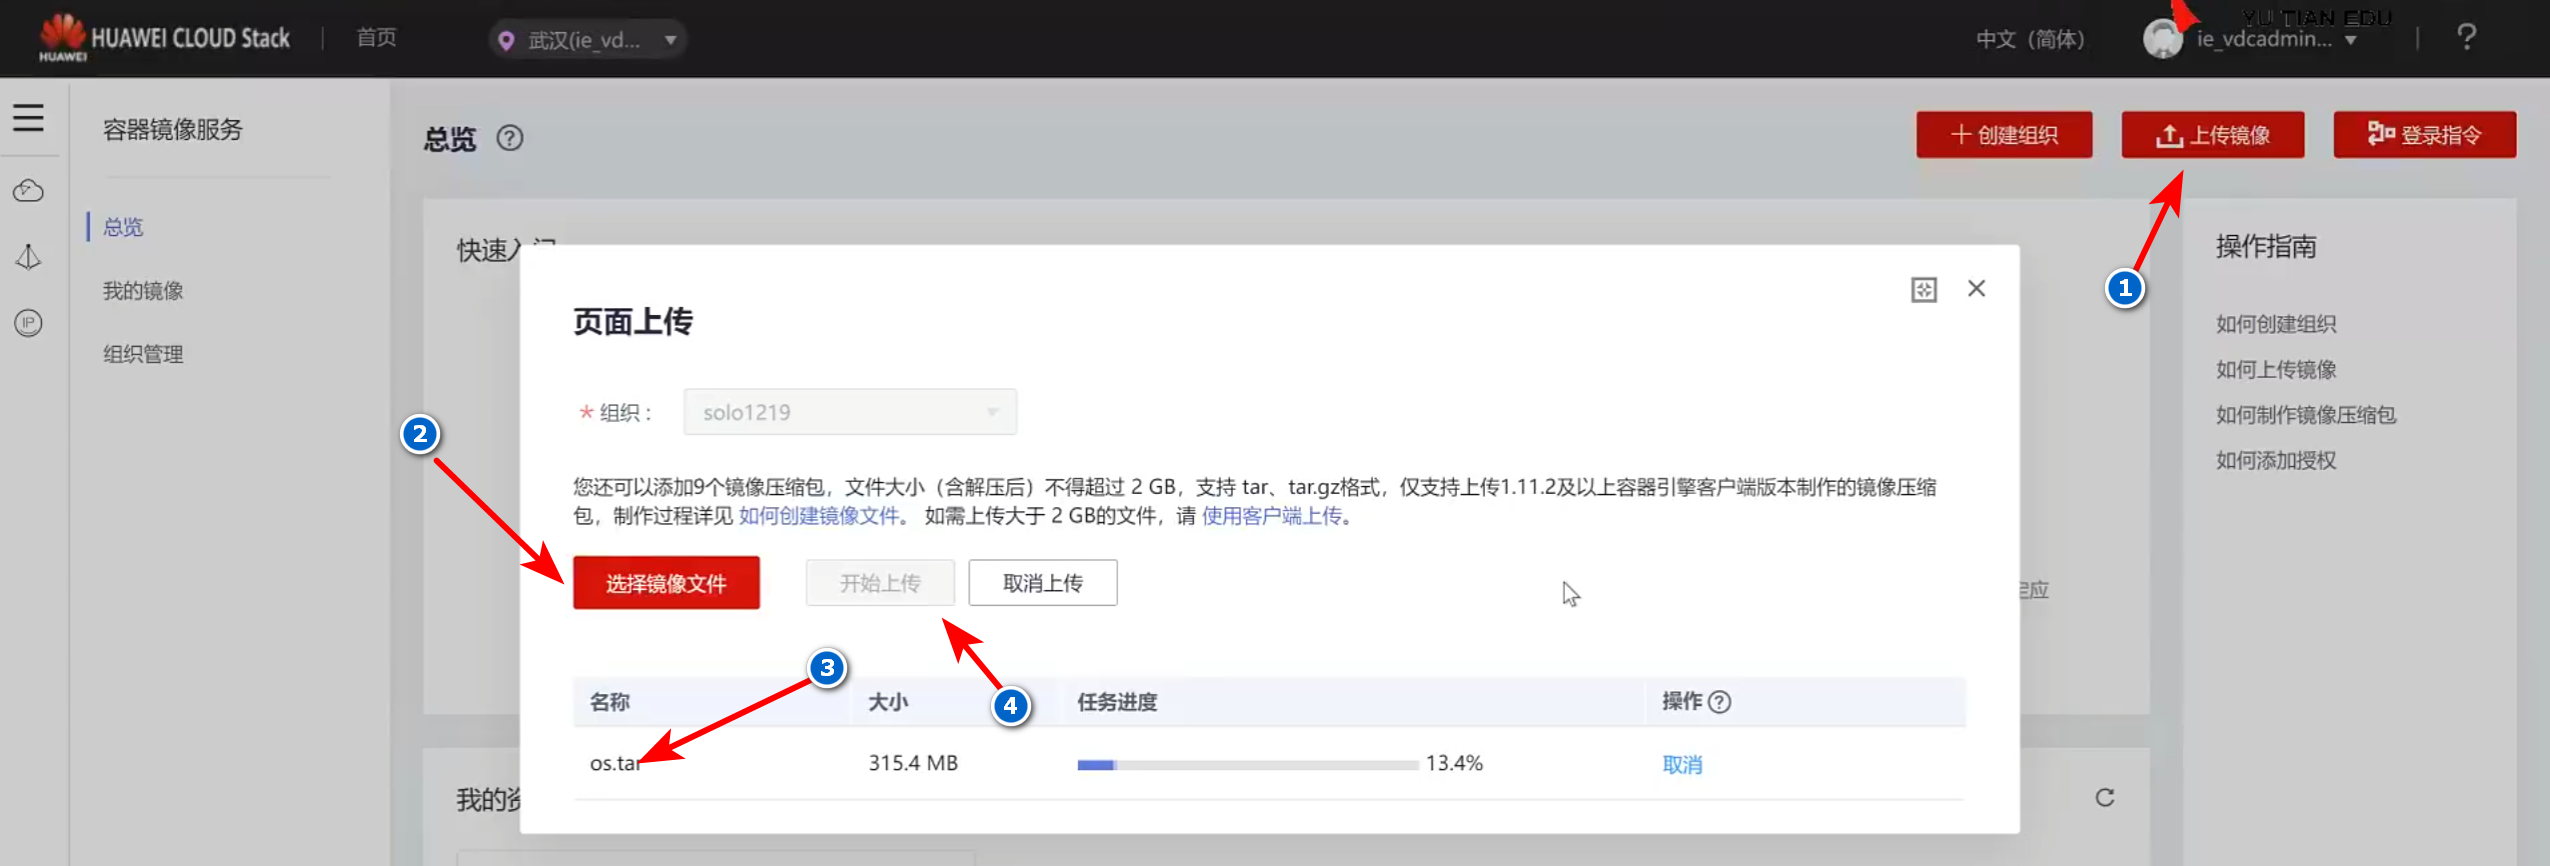 HUAWEI
HUAWEI CLOUD Stack
首页
武汉(ie_vd...
中文（简体）
YU TIAN EDU
ie_vdcadmin...
?
容器镜像服务
总览
我的镜像
IP
组织管理
总览 ?
创建组织
上传镜像
登录指令
1
快速入门
操作指南
如何创建组织
如何上传镜像
如何制作镜像压缩包
如何添加授权
页面上传
* 组织：
solo1219
2
您还可以添加9个镜像压缩包，文件大小（含解压后）不得超过 2 GB，支持 tar、tar.gz格式，仅支持上传1.11.2及以上容器引擎客户端版本制作的镜像压缩
包，制作过程详见 如何创建镜像文件。 如需上传大于 2 GB的文件，请 使用客户端上传。
选择镜像文件
开始上传
取消上传
应
3
4
名称
大小
任务进度
操作 ?
os.tar
315.4 MB
13.4%
取消
我的资